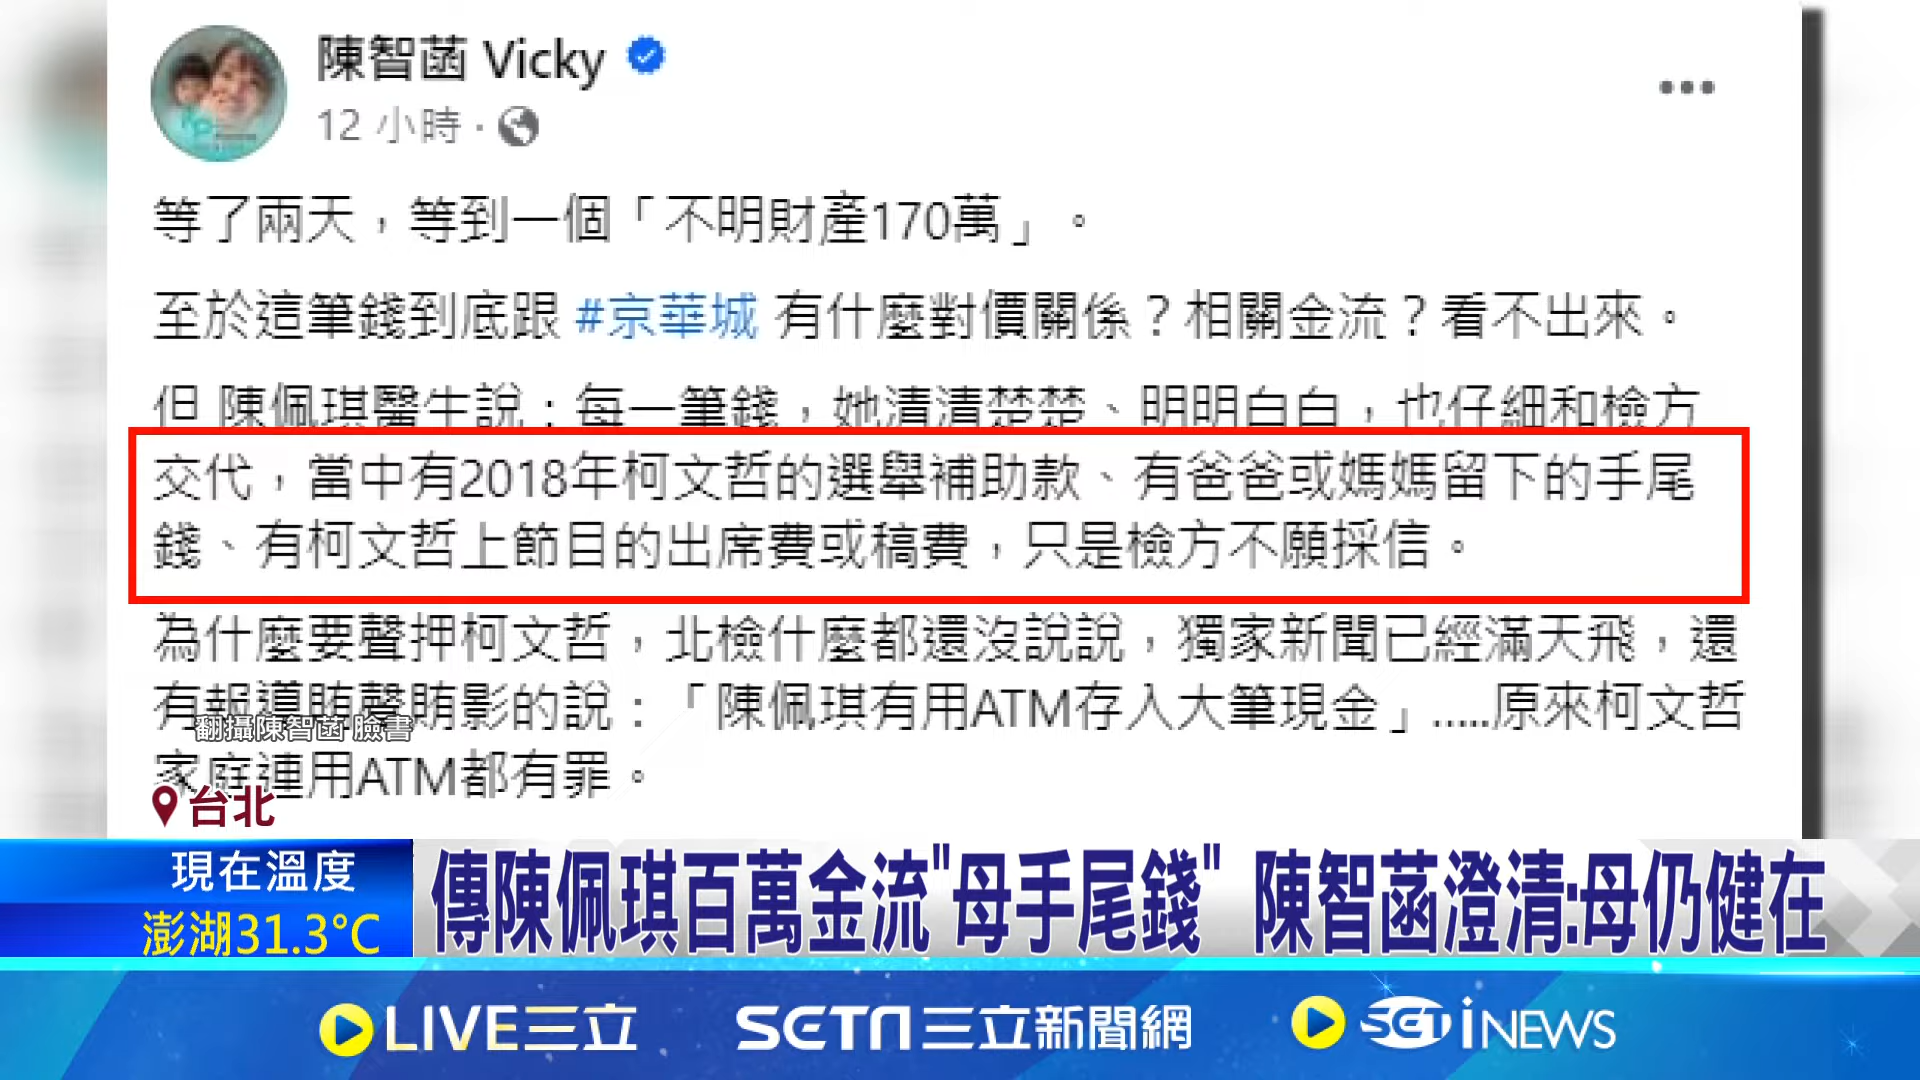 陳智菡 Vicky
12 小時
等了兩天，等到一個「不明財產170萬」。
至於這筆錢到底跟 #京華城 有什麼對價關係？相關金流？看不出來。
但 陳佩琪醫生說：每一筆錢，她清清楚楚、明明白白，也仔細和檢方
交代，當中有2018年柯文哲的選舉補助款、有爸爸或媽媽留下的手尾
錢、有柯文哲上節目的出席費或稿費，只是檢方不願採信。
為什麼要聲押柯文哲，北檢什麼都還沒說說，獨家新聞已經滿天飛，還
有報導賄聲賄影的說：「陳佩琪有用ATM存入大筆現金」......原來柯文哲
翻攝陳智菡 臉書
家庭連用ATM都有罪。
台北
現在溫度
澎湖31.3°C
傳陳佩琪百萬金流"母手尾錢" 陳智菡澄清:母仍健在
LIVE三立
SETN三立新聞網
SET iNEWS